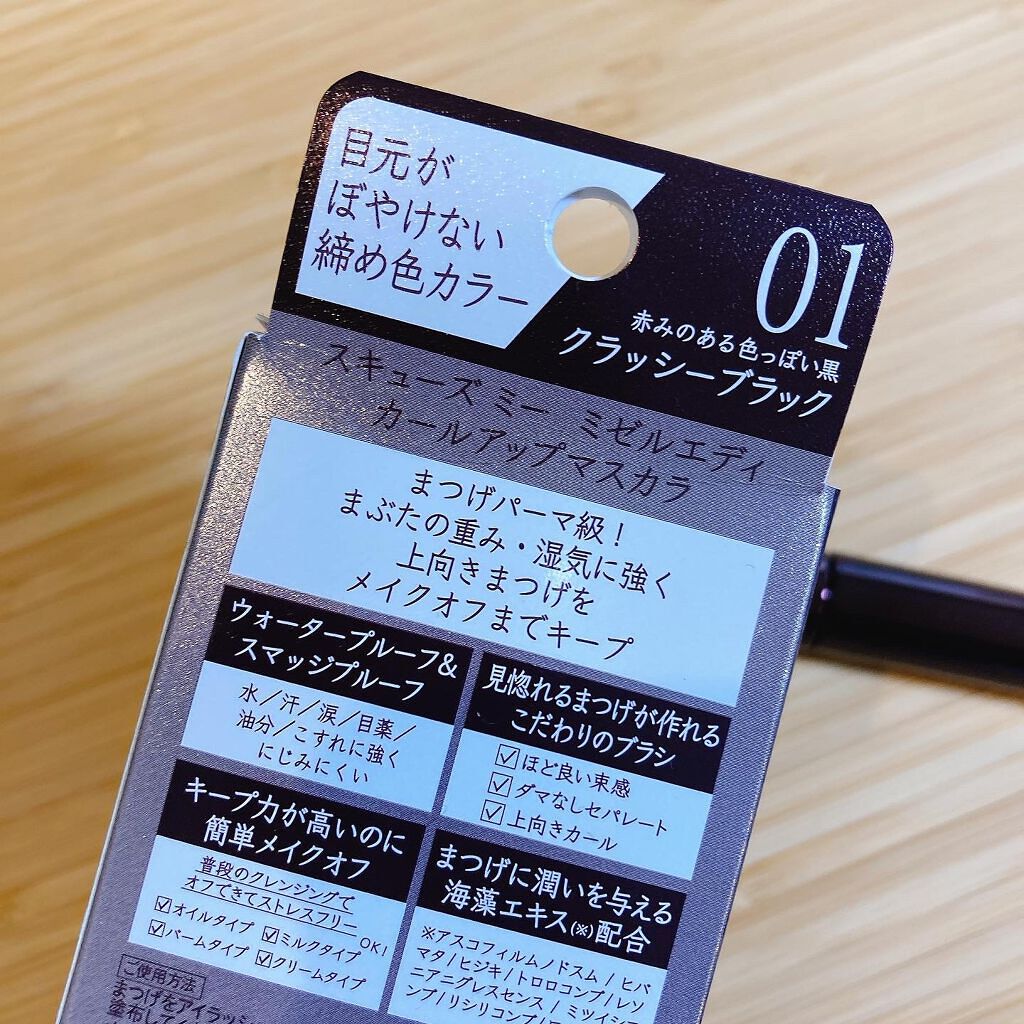 目元が
ぼやけない
締め色カラー
01
赤みのある色っぽい黒
クラッシーブラック
スキューズ ミー ミゼルエディ
カールアップマスカラ
まつげパーマ級!
まぶたの重み・湿気に強く
上向きまつげを
メイクオフまでキープ
ウォータープルーフ&
スマッジプルーフ
水/汗/涙/目薬/
油分/こすれに強く
にじみにくい
見惚れるまつげが作れる
こだわりのブラシ
☑ほど良い束感
☑ダマなしセパレート
☑上向きカール
キープ力が高いのに
簡単メイクオフ
普段のクレンジングで
オフできてストレスフリー
☑オイルタイプ ☑ミルクタイプ OK!
☑バームタイプ ☑クリームタイプ
まつげに潤いを与える
海藻エキス(※)配合
※アスコフィルムノドスム / ヒバ
マタ / ヒジキ / トロロコンブ / レソ
ニアニグレスセンス / ミツイシコ
ンブ / リシリコンブ /
ご使用方法
まつげをアイラッシ
塗布して